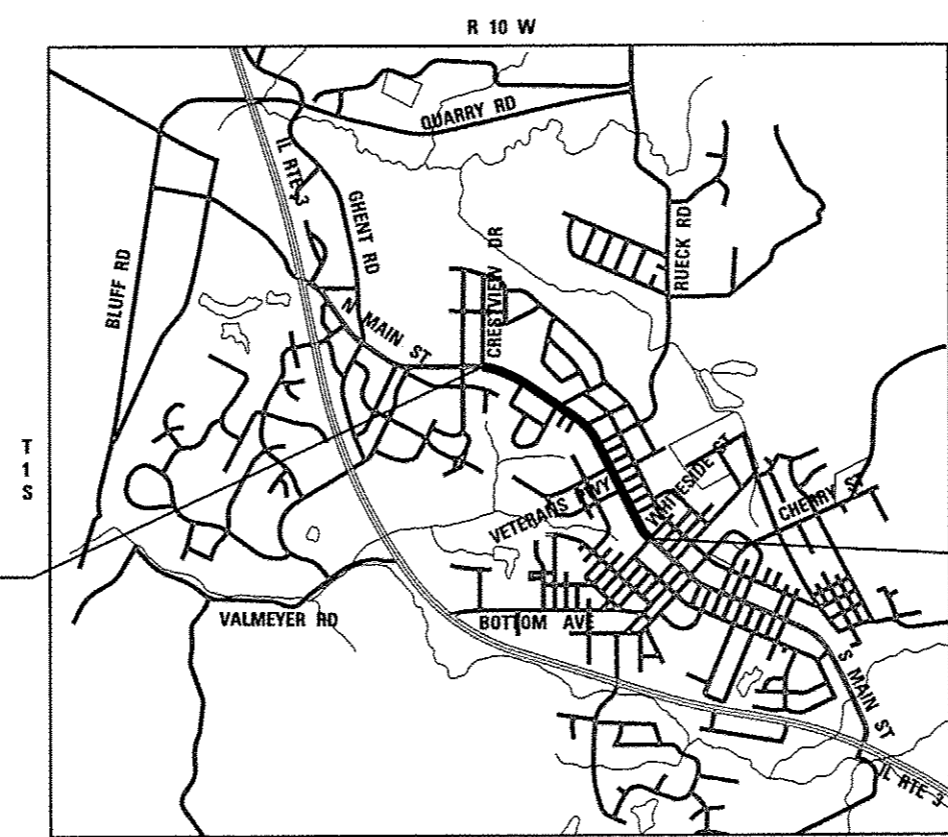 R 10 W
QUARRY RD
IL RTE 3
GHENT RD
CRESTVIEW DR
RUECK RD
BLUFF RD
N MAIN ST
T
1
S
WHITESIDE ST
VETERANS PKWY
CHERRY ST
VALMEYER RD
BOTTOM AVE
S MAIN ST
IL RTE 3